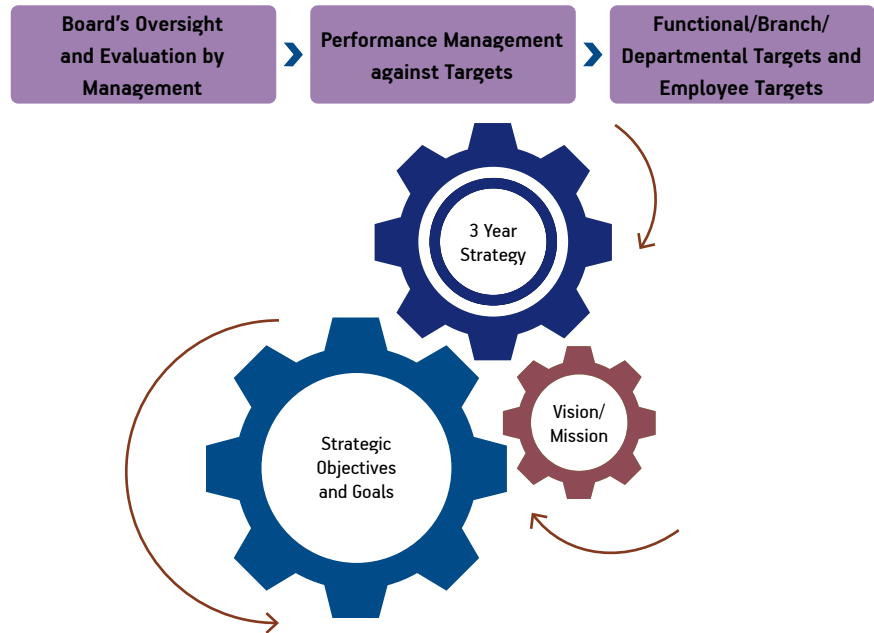 Board's Oversight
and Evaluation by
Management
Performance Management
against Targets
Functional/Branch/
Departmental Targets and
Employee Targets
3 Year
Strategy
Vision/
Mission
Strategic
Objectives
and Goals